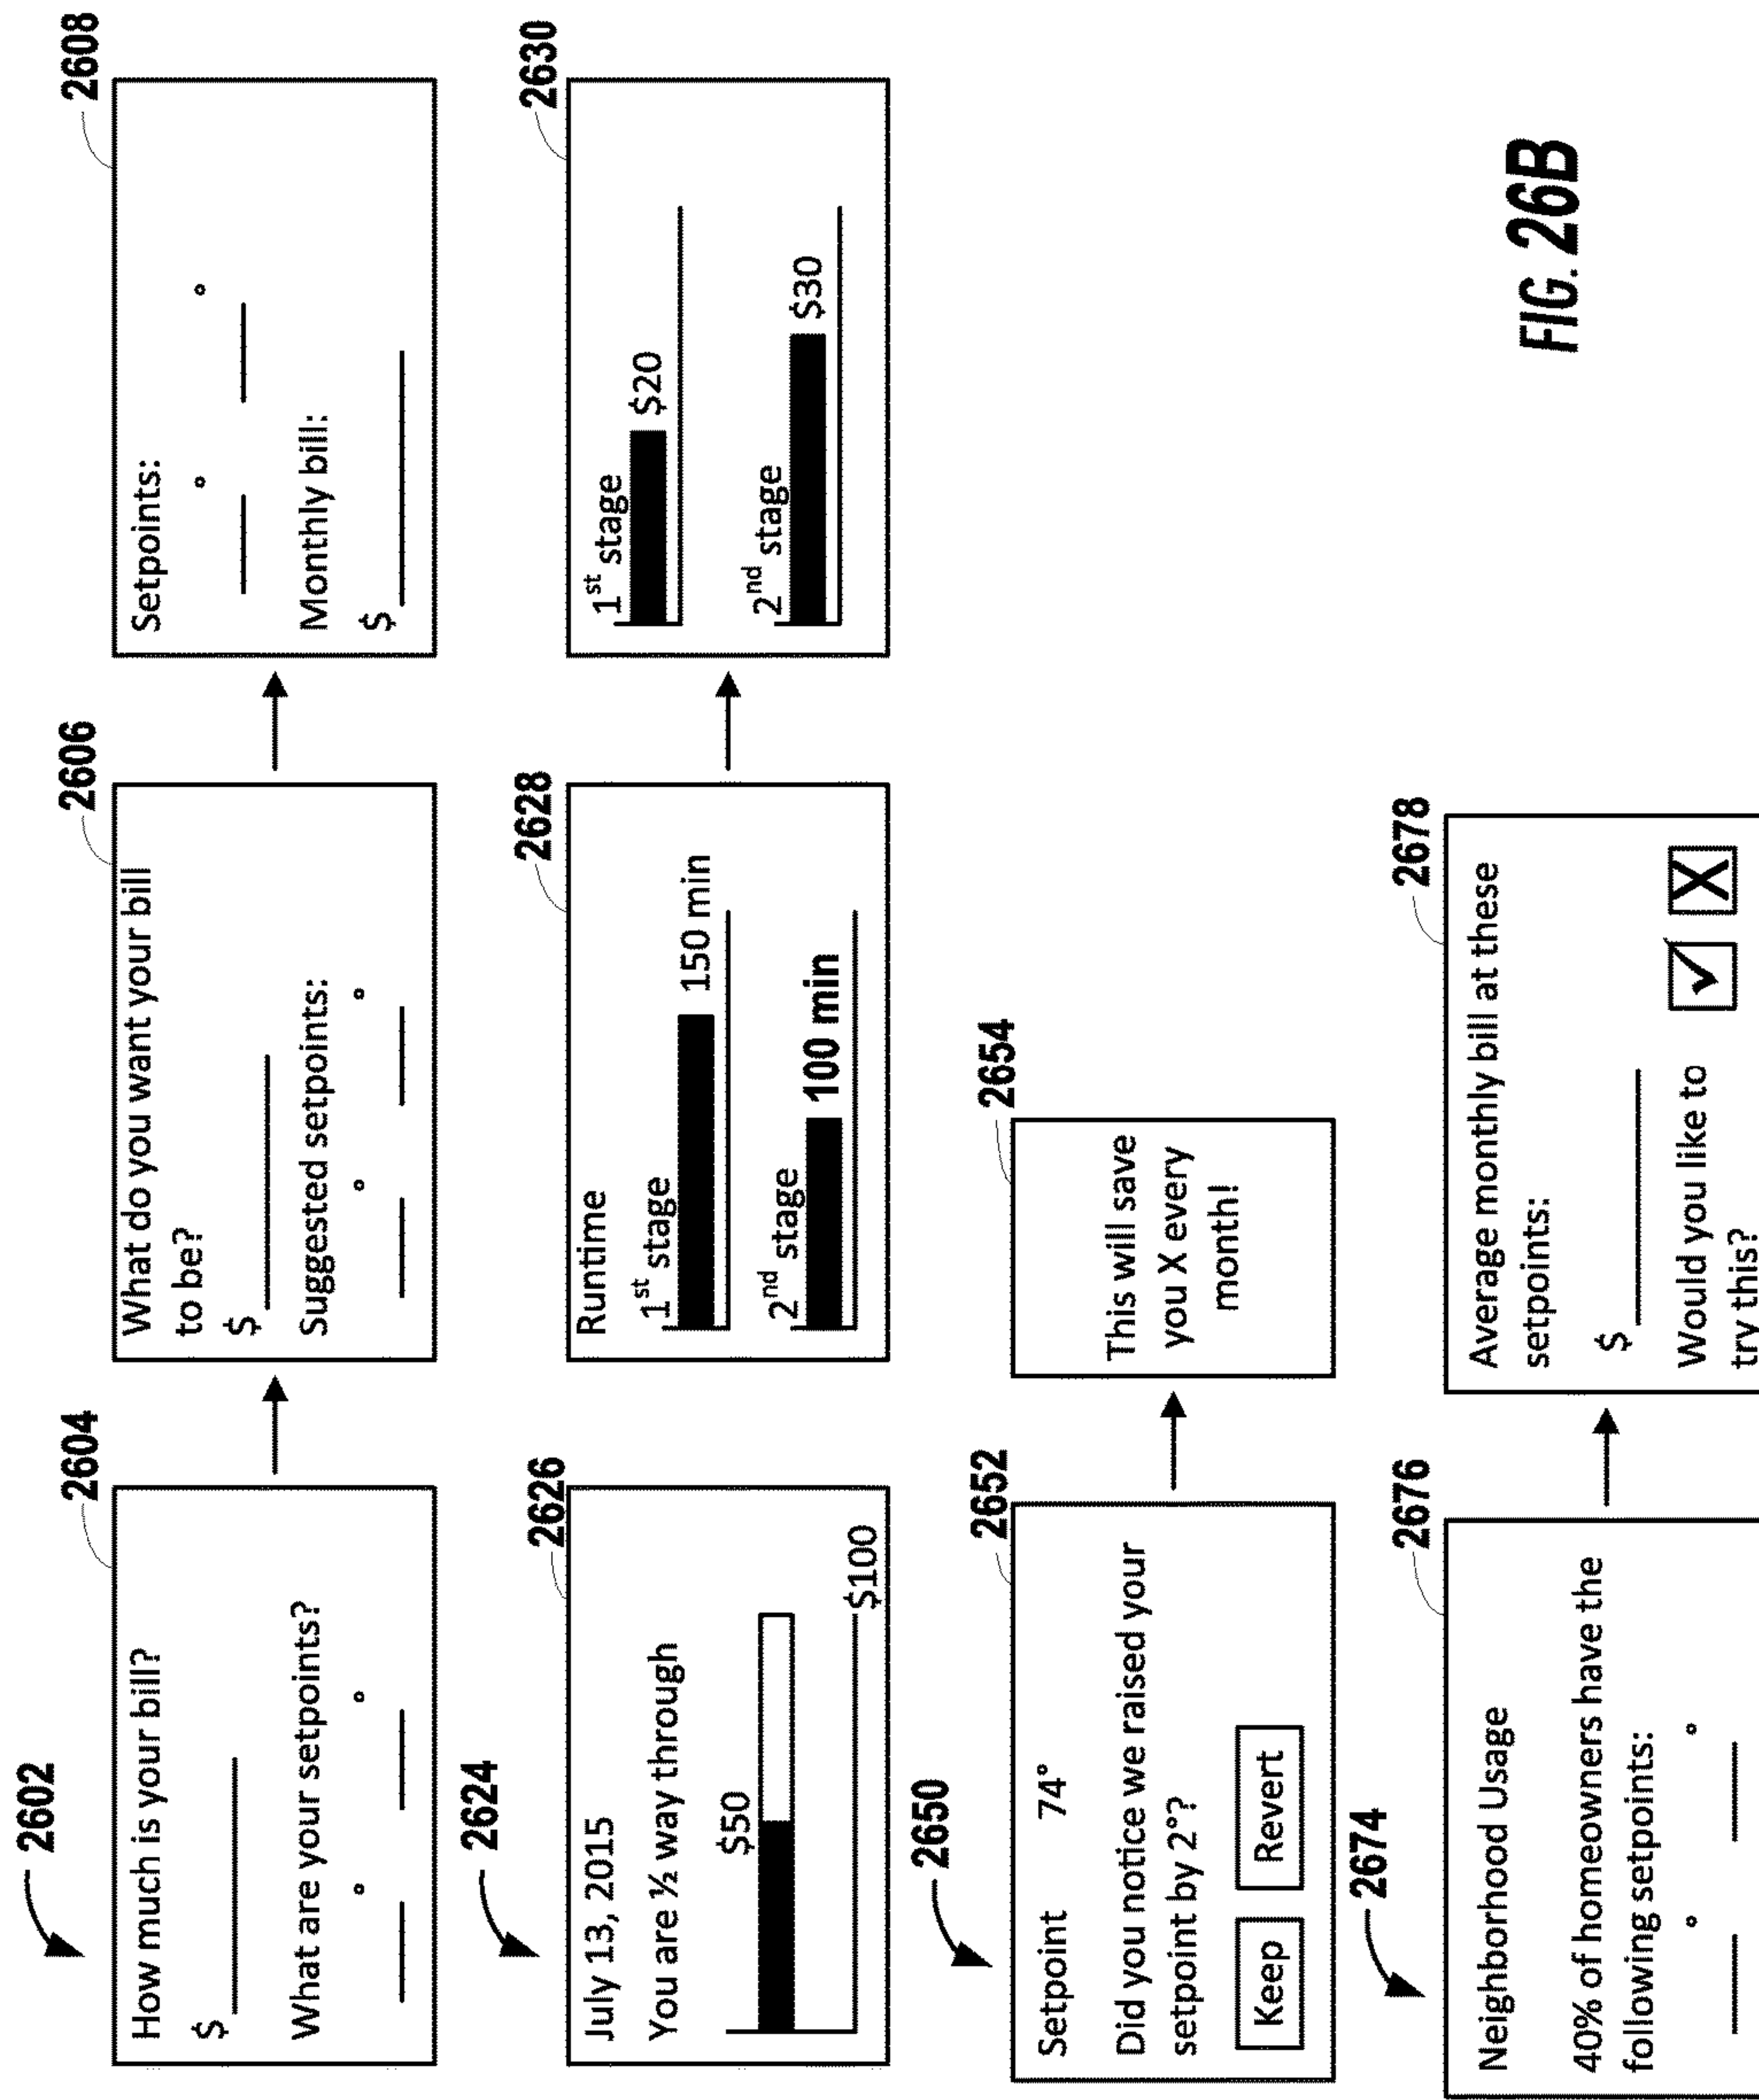 2602
2604
How much is your bill?
$
What are your setpoints?
° °
2606
What do you want your bill
to be?
$
Suggested setpoints:
° °
2608
Setpoints:
° °
Monthly bill:
$
2624
2626
July 13, 2015
You are ½ way through
$50
$100
2628
Runtime
1st stage
150 min
2nd stage
100 min
2630
1st stage
$20
2nd stage
$30
2650
2652
Setpoint 74°
Did you notice we raised your
setpoint by 2°?
Keep Revert
2654
This will save
you X every
month!
2674
2676
Neighborhood Usage
40% of homeowners have the
following setpoints:
° °
2678
Average monthly bill at these
setpoints:
$
Would you like to
try this?
✓ X
FIG. 26B